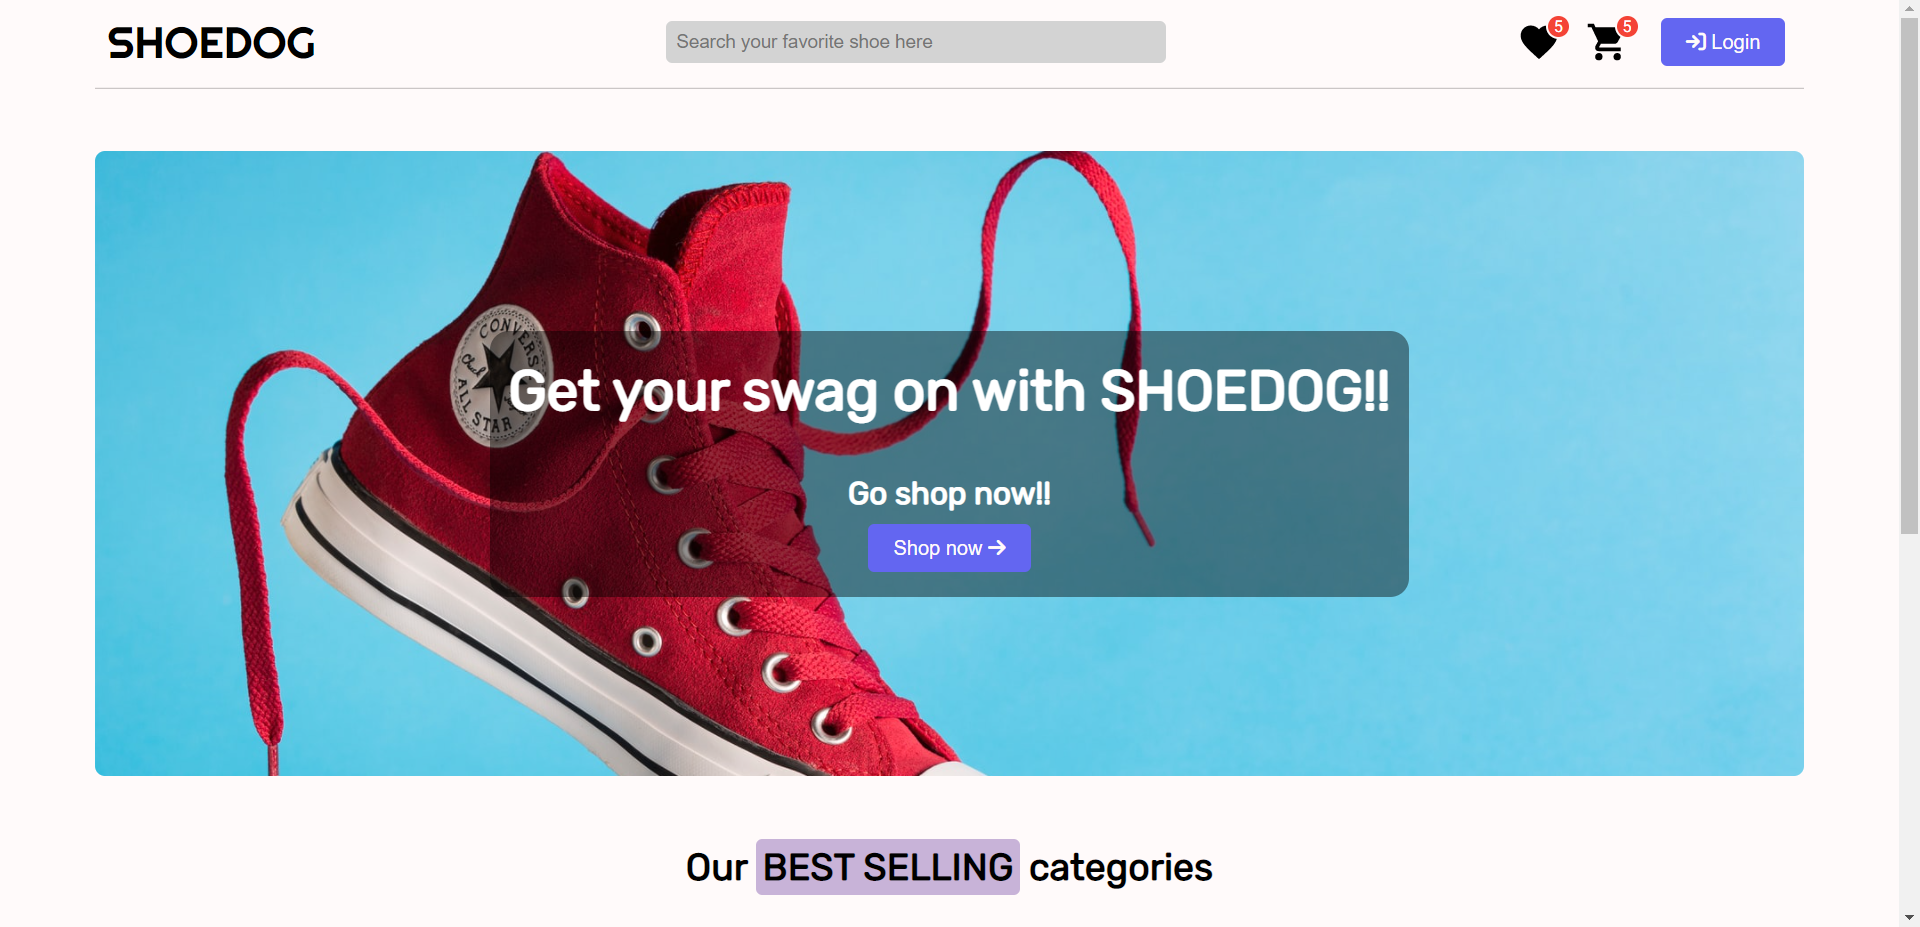 SHOEDOG
Search your favorite shoe here
5
5
Login
CONVERSE
ALL STAR
Get your swag on with SHOEDOG!!
Go shop now!!
Shop now
Our BEST SELLING categories